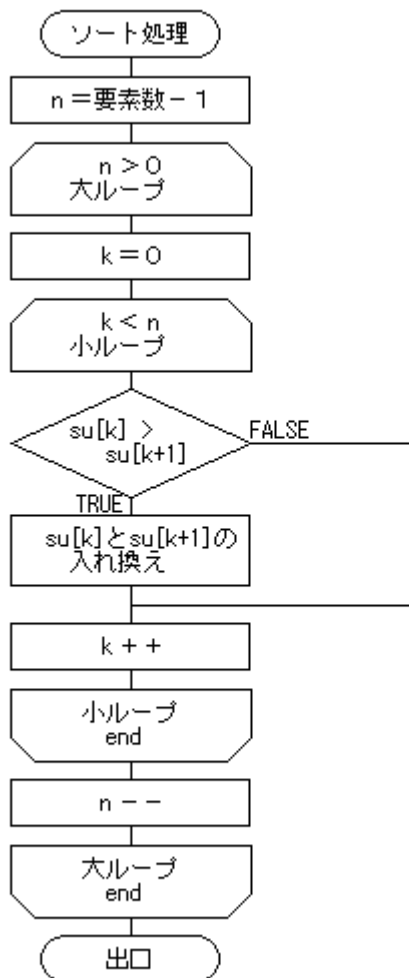 ソート処理
n＝要素数－１
n＞０
大ループ
k＝０
k＜n
小ループ
su[k] ＞
su[k+1]
FALSE
TRUE
su[k]とsu[k+1]の
入れ換え
k＋＋
小ループ
end
n－－
大ループ
end
出口